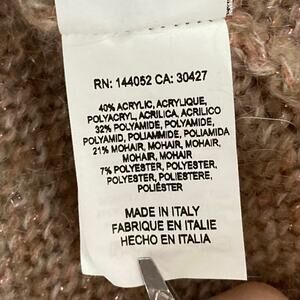 RN: 144052 CA: 30427
40% ACRYLIC, ACRYLIQUE,
POLYACRYL, ACRILICA, ACRILICO
32% POLYAMIDE, POLYAMIDE,
POLYAMID, POLIAMMIDE, POLIAMIDA
21% MOHAIR, MOHAIR, MOHAIR,
MOHAIR, MOHAIR
7% POLYESTER, POLYESTER,
POLYESTER, POLIESTERE,
POLIÉSTER
MADE IN ITALY
FABRIQUE EN ITALIE
HECHO EN ITALIA